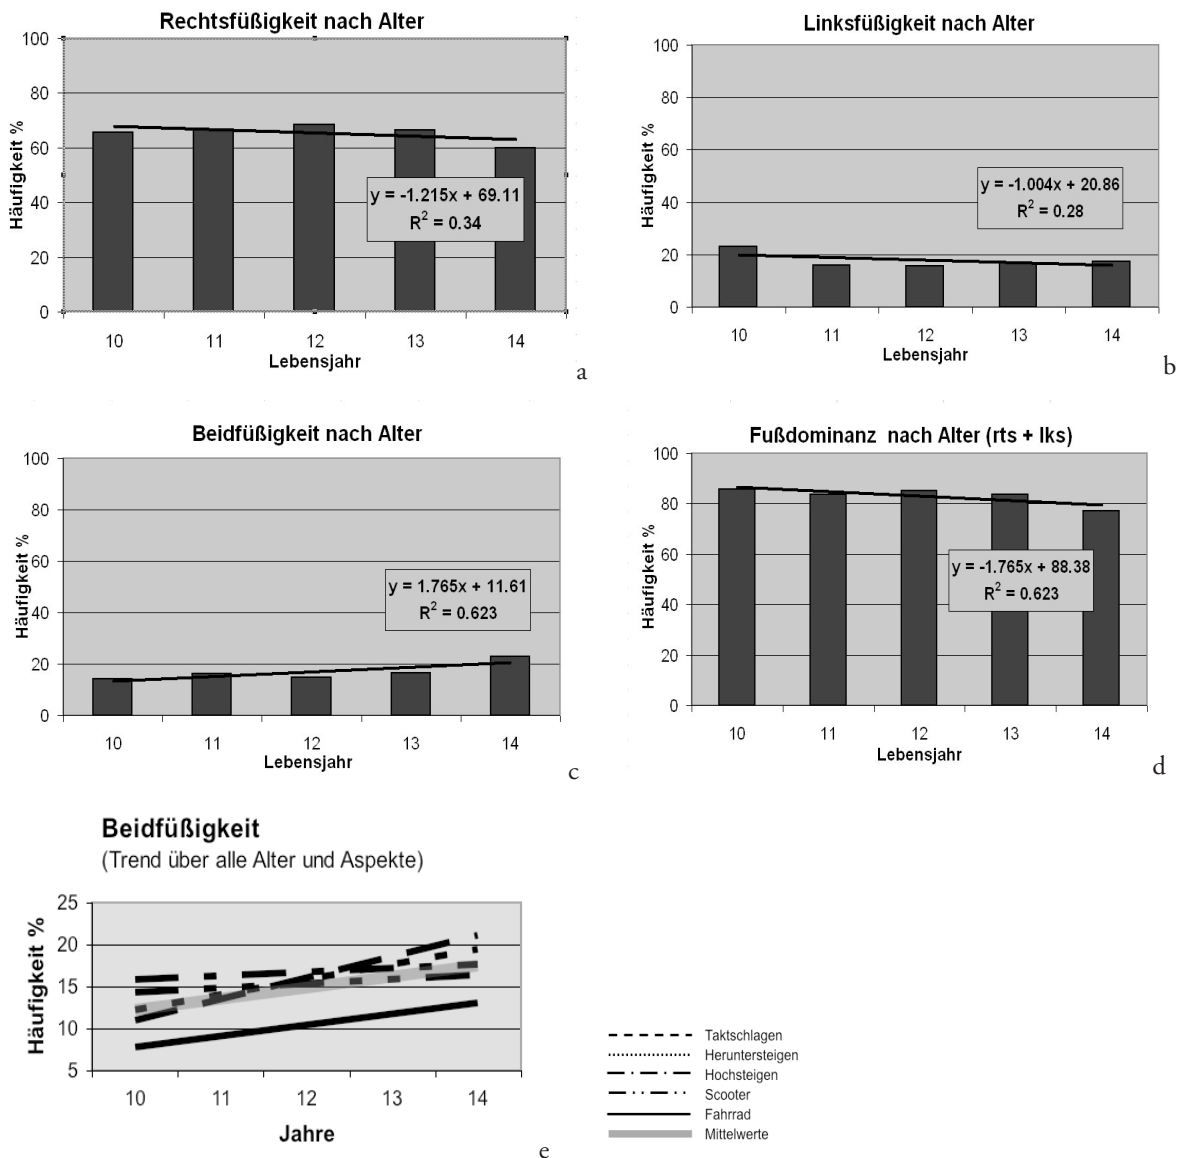 Rechtsfüßigkeit nach Alter
100
80
60
40
20
0
Häufigkeit %
y = -1.215x + 69.11
R² = 0.34
10 11 12 13 14
Lebensjahr
a
Linksfüßigkeit nach Alter
100
80
60
40
20
0
Häufigkeit %
y = -1.004x + 20.86
R² = 0.28
10 11 12 13 14
Lebensjahr
b
Beidfüßigkeit nach Alter
100
80
60
40
20
0
Häufigkeit %
y = 1.765x + 11.61
R² = 0.623
10 11 12 13 14
Lebensjahr
c
Fußdominanz nach Alter (rts + lks)
100
80
60
40
20
0
Häufigkeit %
y = -1.765x + 88.38
R² = 0.623
10 11 12 13 14
Lebensjahr
d
Beidfüßigkeit
(Trend über alle Alter und Aspekte)
25
20
15
10
5
Häufigkeit %
10 11 12 13 14
Jahre
e
Taktschlagen
Heruntersteigen
Hochsteigen
Scooter
Fahrrad
Mittelwerte